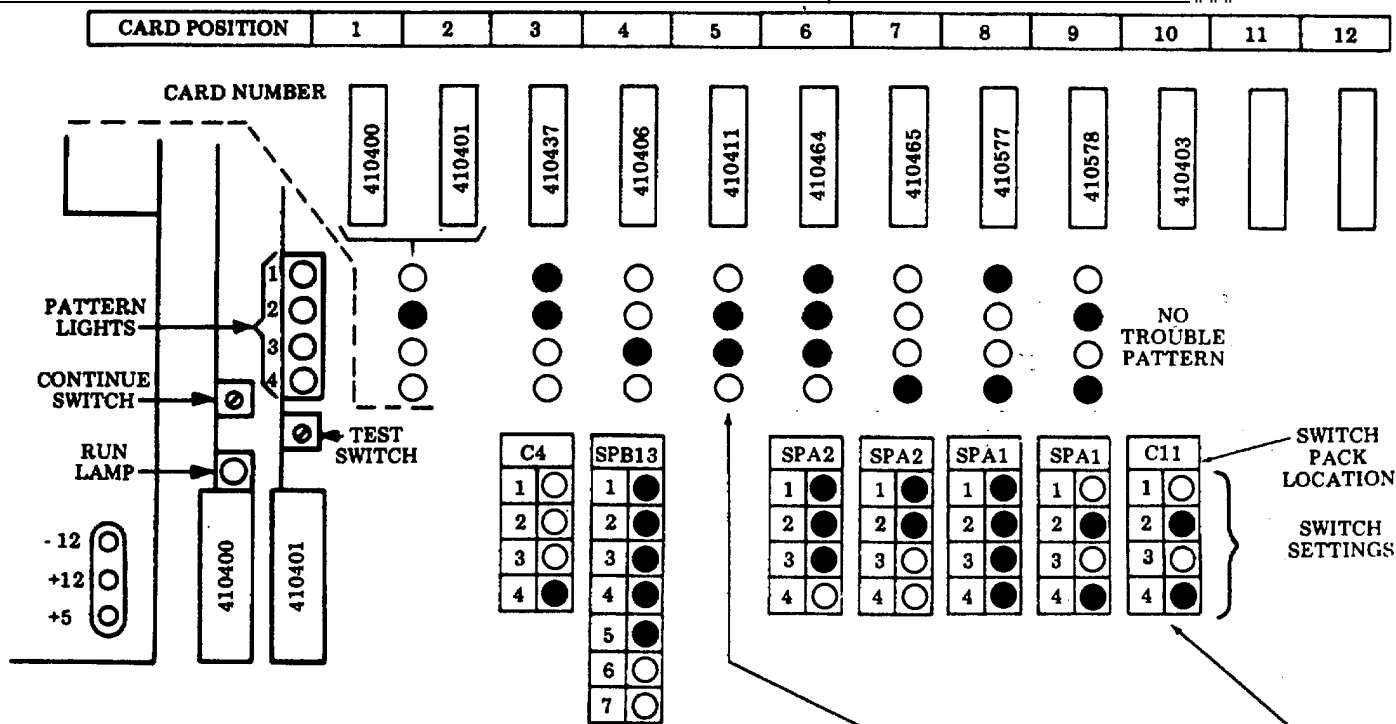 CARD POSITION 1 2 3 4 5 6 7 8 9 10 11 12
CARD NUMBER
410400 410401 410437 410406 410411 410464 410465 410577 410578 410403
PATTERN
LIGHTS
1
2
3
4
NO
TROUBLE
PATTERN
CONTINUE
SWITCH
TEST
SWITCH
RUN
LAMP
C4 SPB13 SPA2 SPA2 SPA1 SPA1 C11
1 1 1 1 1 1 1
2 2 2 2 2 2 2
3 3 3 3 3 3 3
4 4 4 4 4 4 4
5
6
7
SWITCH
PACK
LOCATION
SWITCH
SETTINGS
- 12
+12
+5
410400 410401